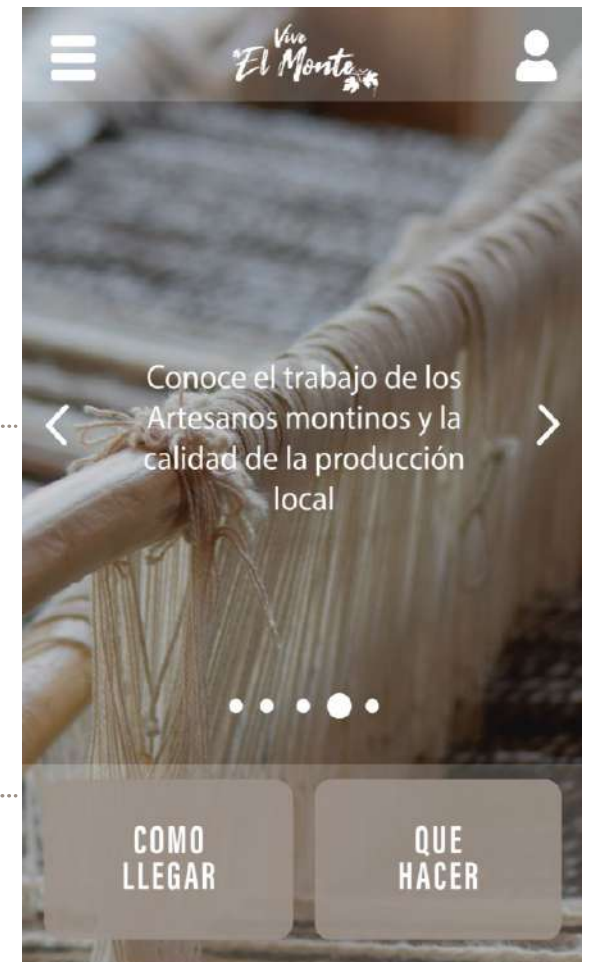 Vive
El Monte
Conoce el trabajo de los
Artesanos montinos y la
calidad de la producción
local
COMO
LLEGAR
QUE
HACER